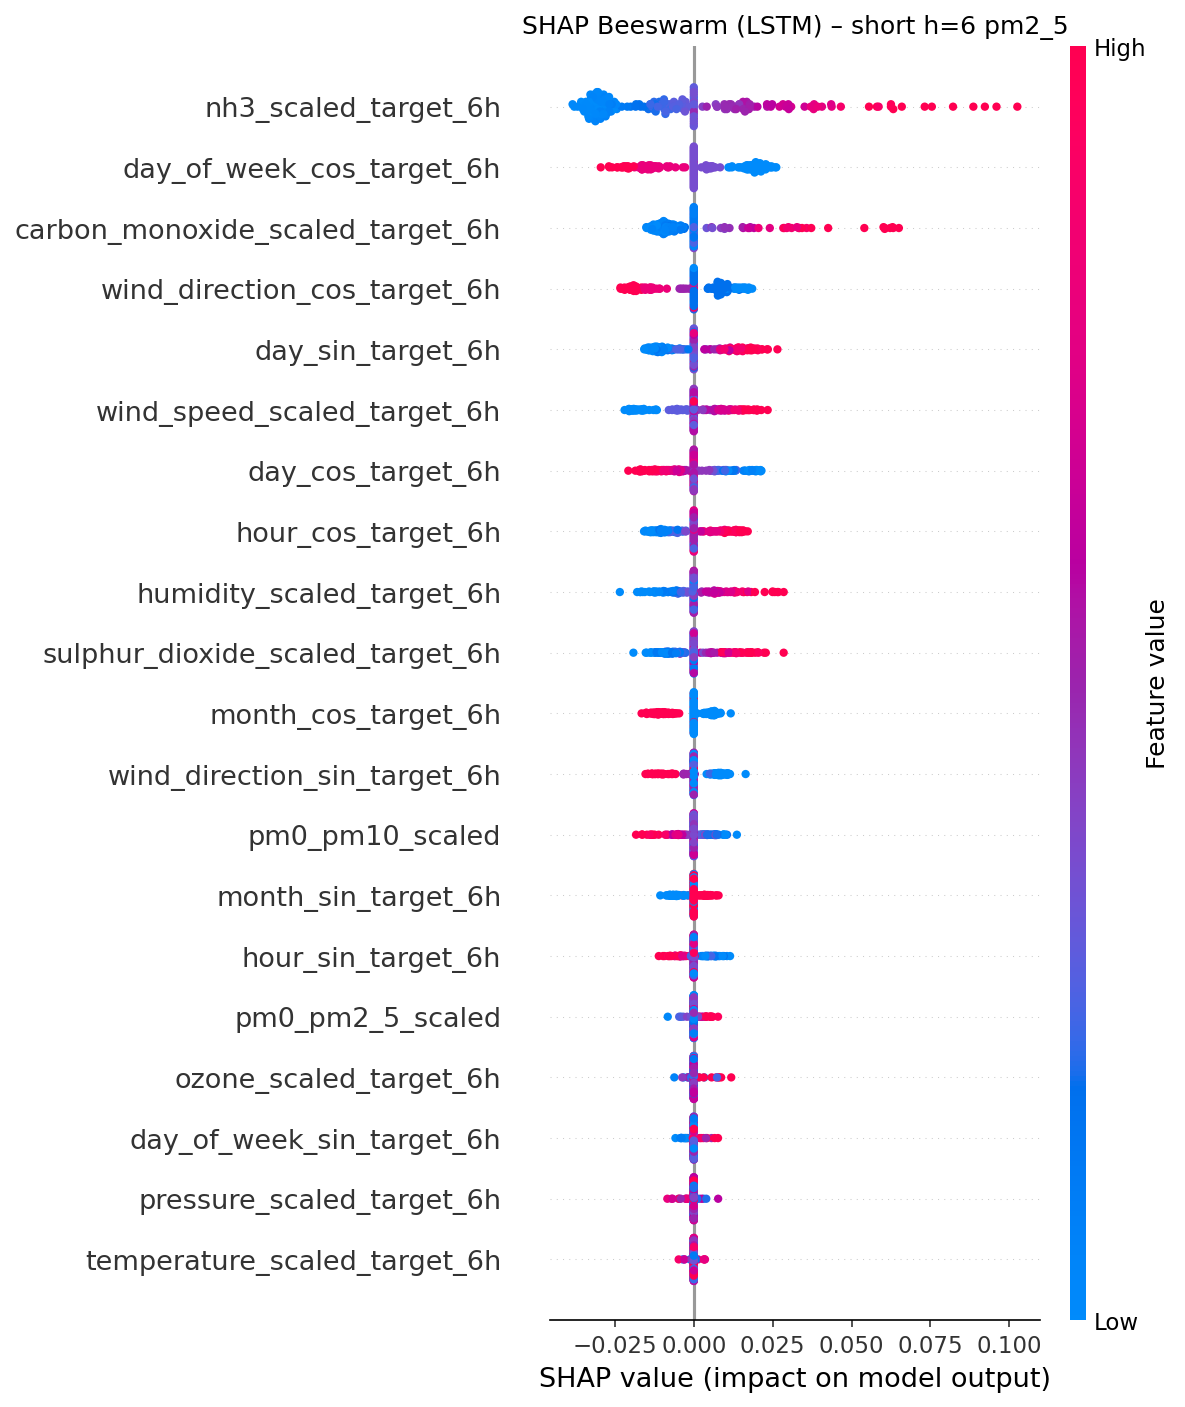 SHAP Beeswarm (LSTM) – short h=6 pm2_5
High
nh3_scaled_target_6h
day_of_week_cos_target_6h
carbon_monoxide_scaled_target_6h
wind_direction_cos_target_6h
day_sin_target_6h
wind_speed_scaled_target_6h
day_cos_target_6h
hour_cos_target_6h
humidity_scaled_target_6h
sulphur_dioxide_scaled_target_6h
month_cos_target_6h
wind_direction_sin_target_6h
pm0_pm10_scaled
month_sin_target_6h
hour_sin_target_6h
pm0_pm2_5_scaled
ozone_scaled_target_6h
day_of_week_sin_target_6h
pressure_scaled_target_6h
temperature_scaled_target_6h
Feature value
Low
−0.025 0.000 0.025 0.050 0.075 0.100
SHAP value (impact on model output)